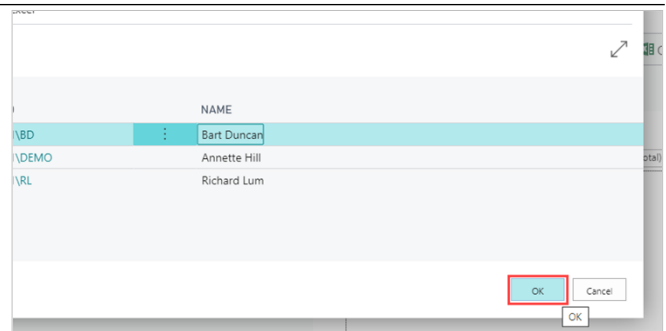 NAME
\BD Bart Duncan
\DEMO Annette Hill
\RL Richard Lum
OK Cancel
OK